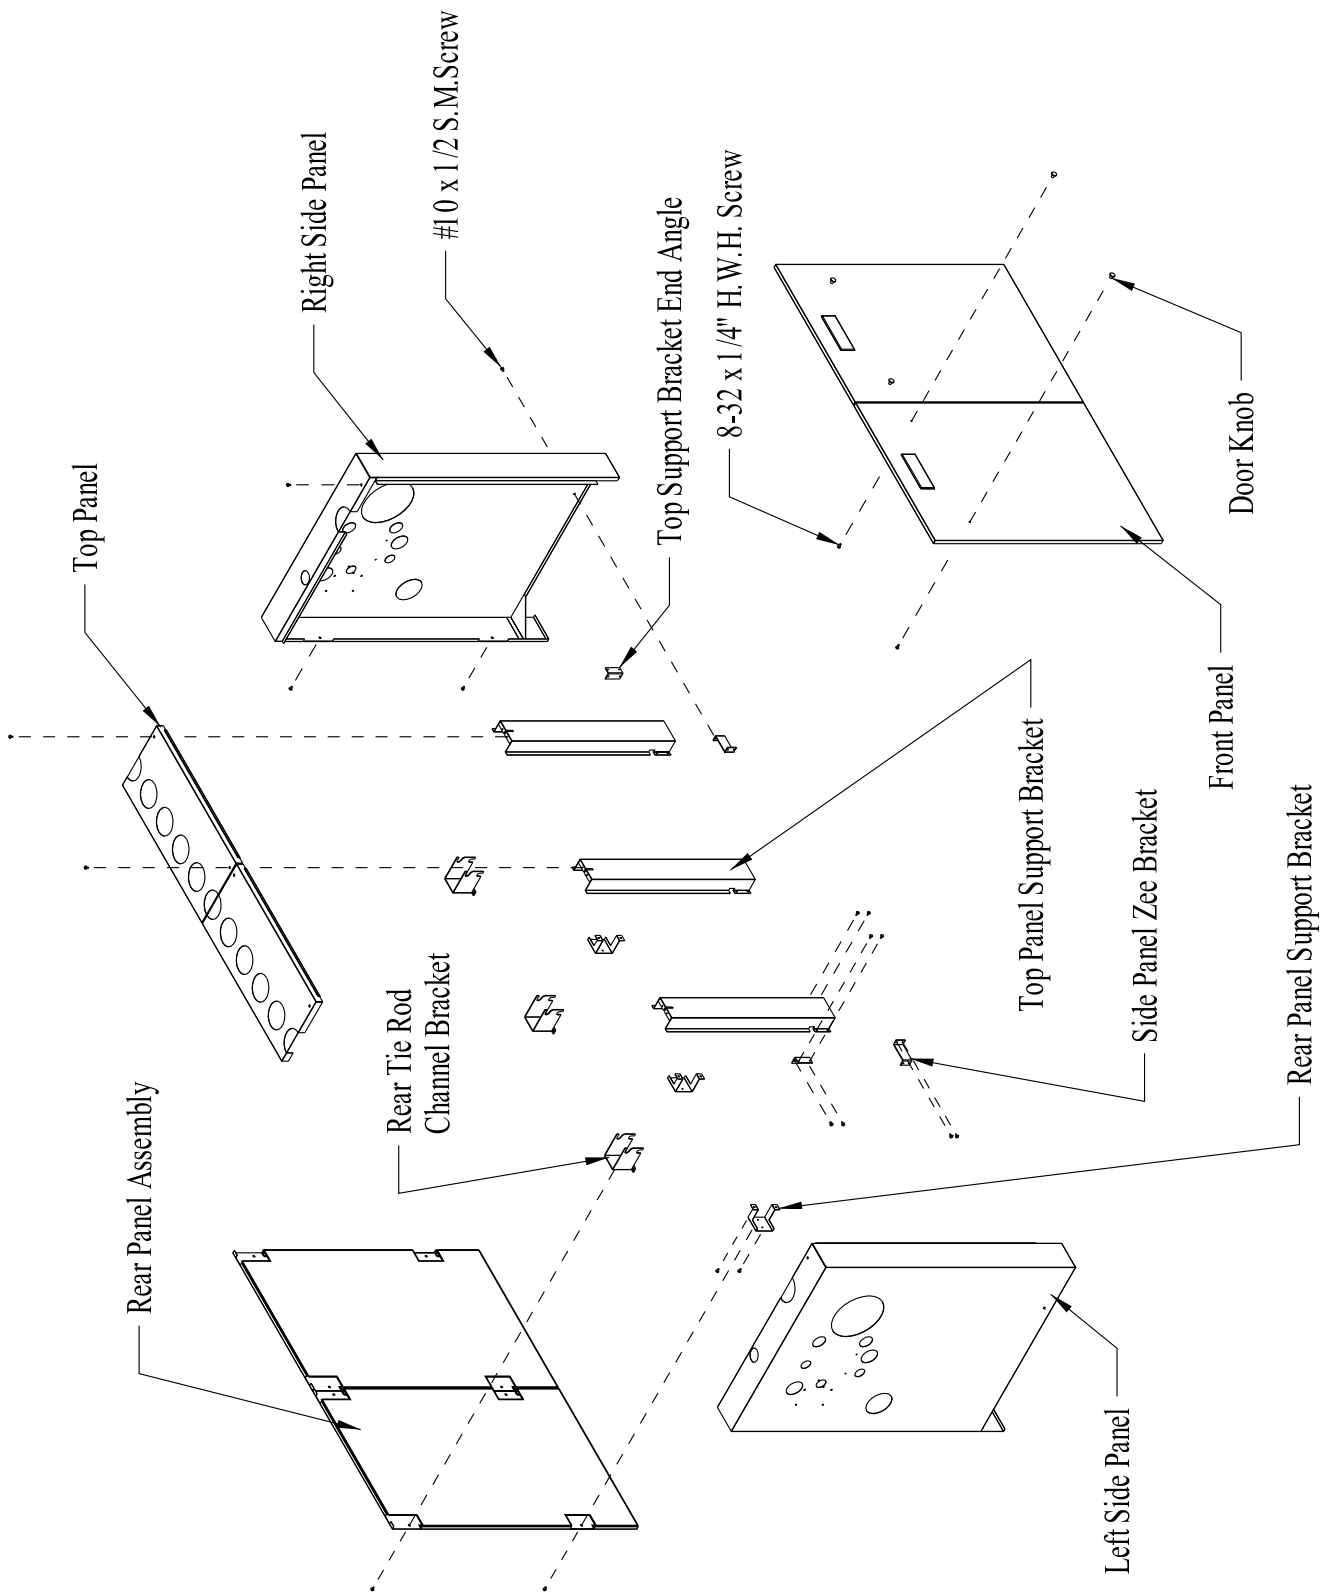 Rear Panel Assembly
Top Panel
Rear Tie Rod
Channel Bracket
Right Side Panel
#10 x 1/2 S.M.Screw
Top Support Bracket End Angle
8-32 x 1/4" H.W.H. Screw
Left Side Panel
Top Panel Support Bracket
Side Panel Zee Bracket
Rear Panel Support Bracket
Front Panel
Door Knob